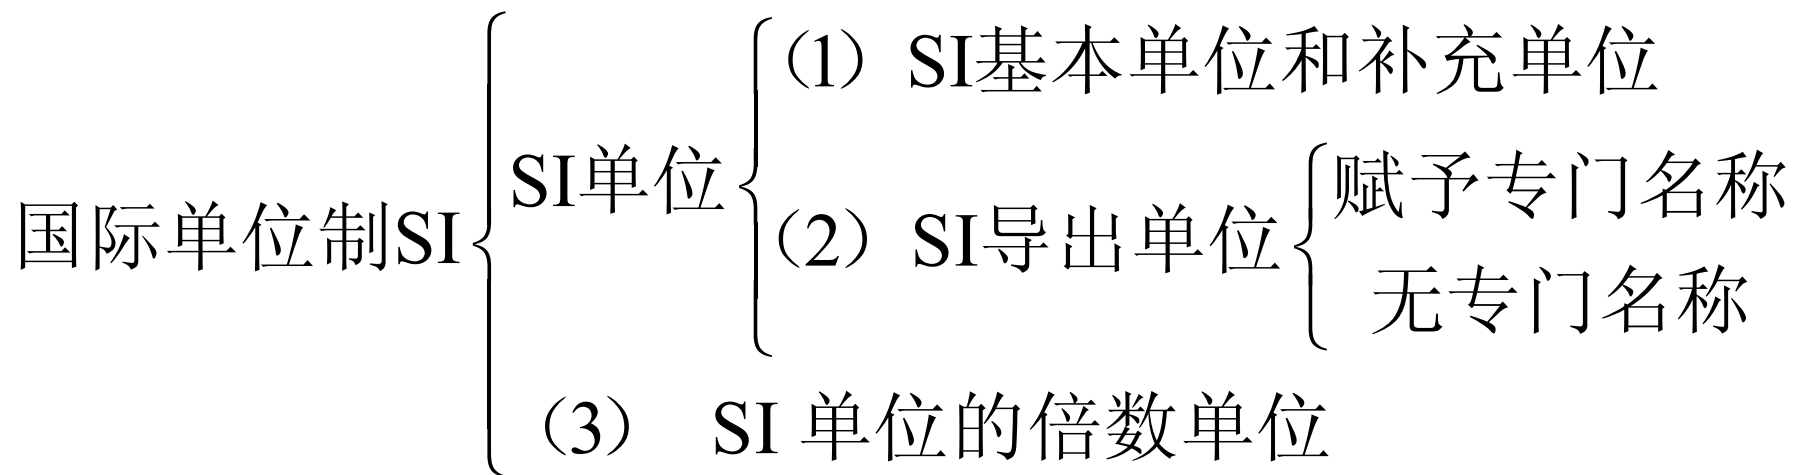 (1) SI基本单位和补充单位
SI单位
赋予专门名称
国际单位制SI
(2) SI导出单位
无专门名称
(3) SI 单位的倍数单位